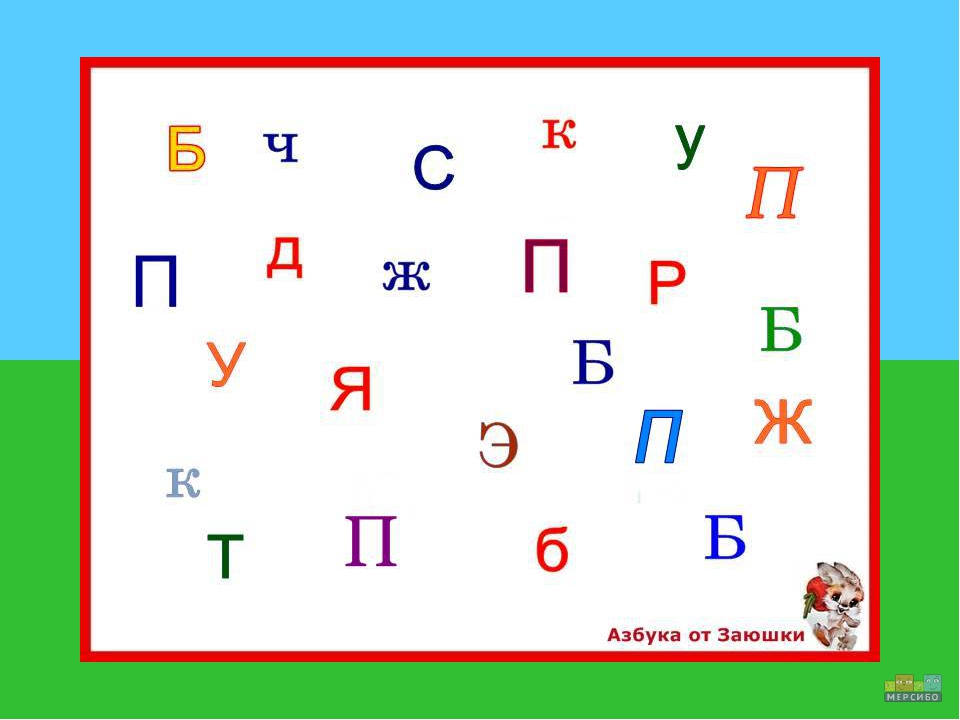 Б ч С к у П
П д ж П Р
У Я Б Б
Э П Ж
к
Т П б Б
Азбука от Заюшки
МЕРСИБО